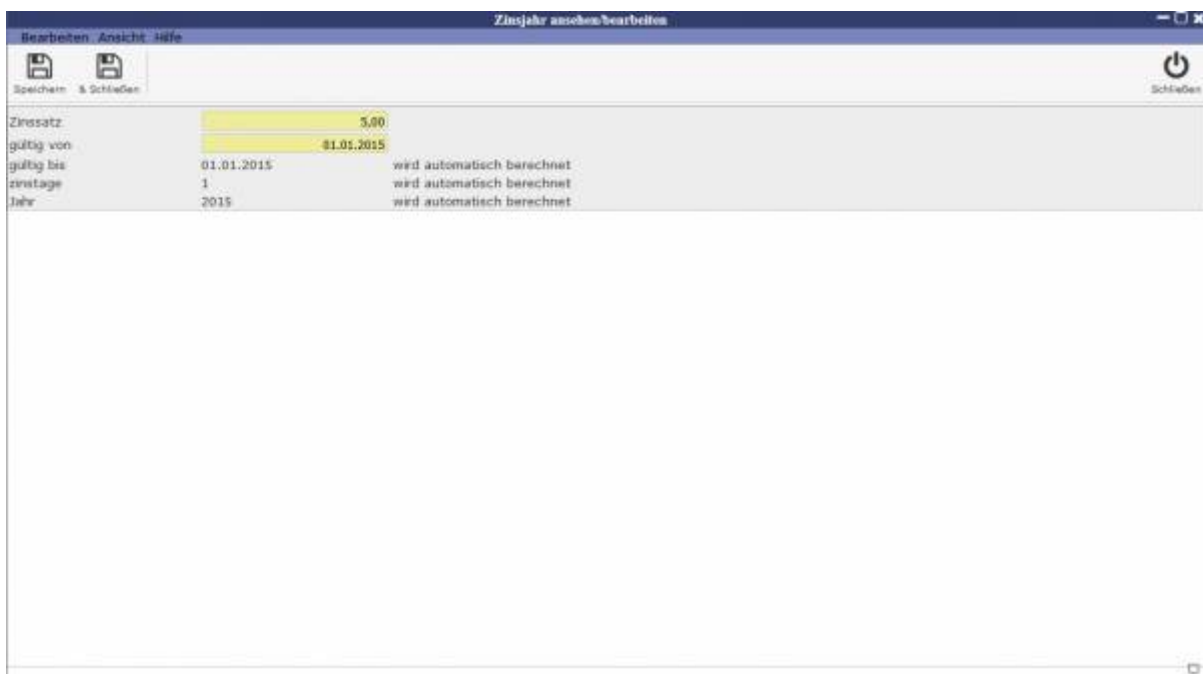 Zinsjahr ansehen/bearbeiten
Bearbeiten Ansicht Hilfe
Speichern & Schließen Schließen
Zinssatz 5,00
gültig von 01.01.2015
gültig bis 01.01.2015 wird automatisch berechnet
zinstage 1 wird automatisch berechnet
Jahr 2015 wird automatisch berechnet